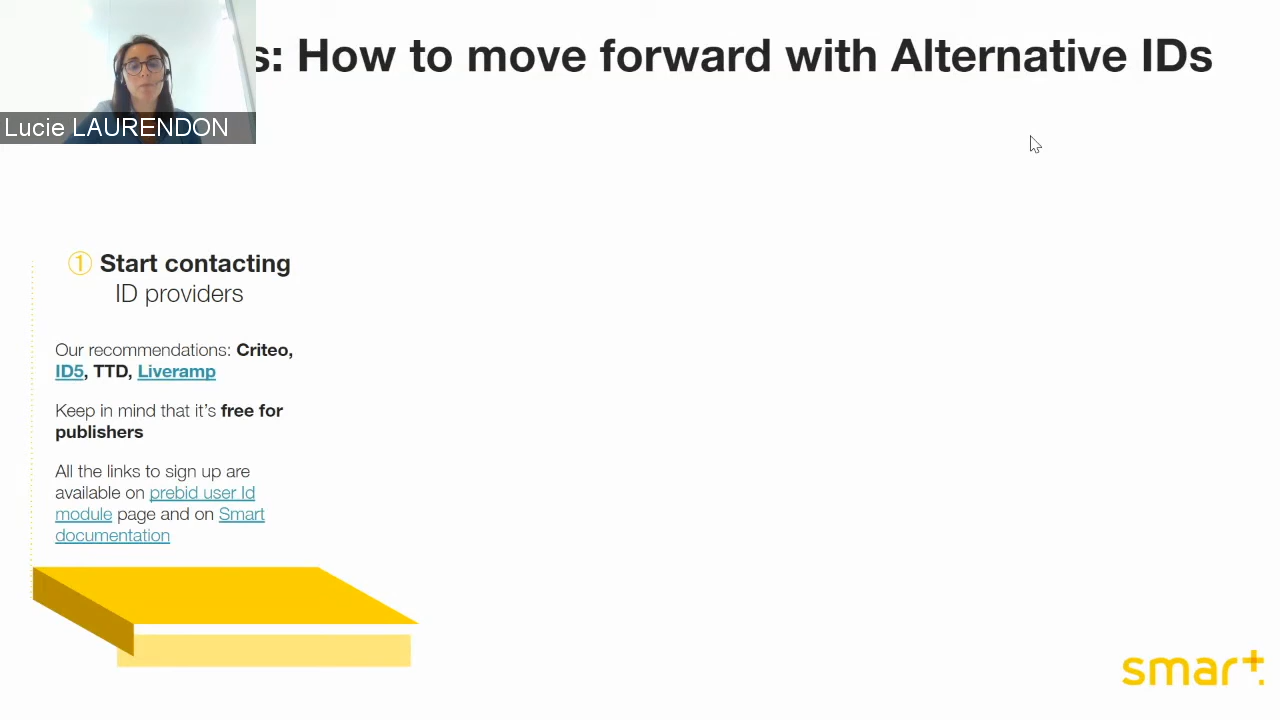 s: How to move forward with Alternative IDs
Lucie LAURENDON
① Start contacting
ID providers
Our recommendations: Criteo,
ID5, TTD, Liveramp
Keep in mind that it's free for
publishers
All the links to sign up are
available on prebid user Id
module page and on Smart
documentation
smart